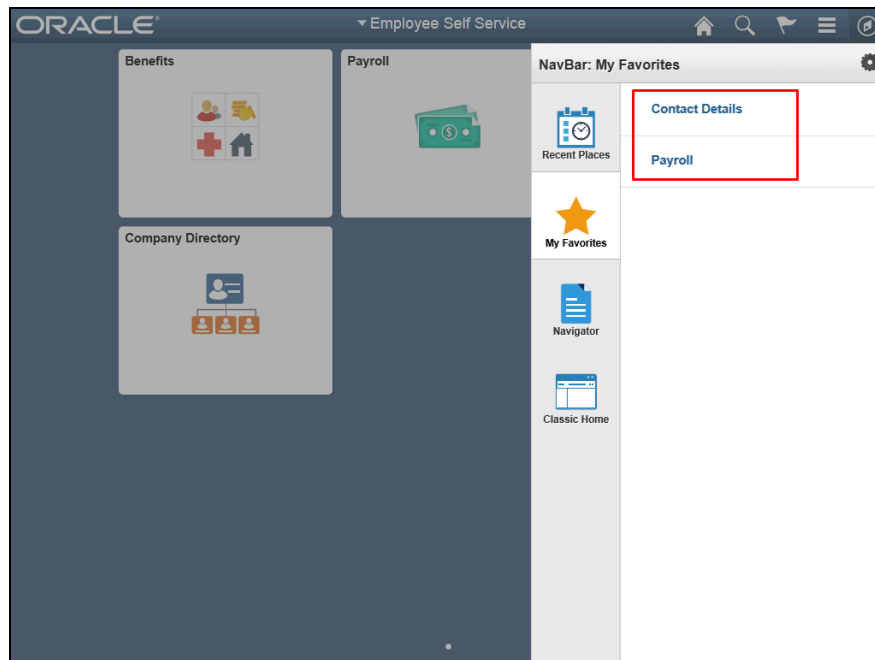 ORACLE
Employee Self Service
Benefits
Payroll
Company Directory
NavBar: My Favorites
Recent Places
My Favorites
Navigator
Classic Home
Contact Details
Payroll